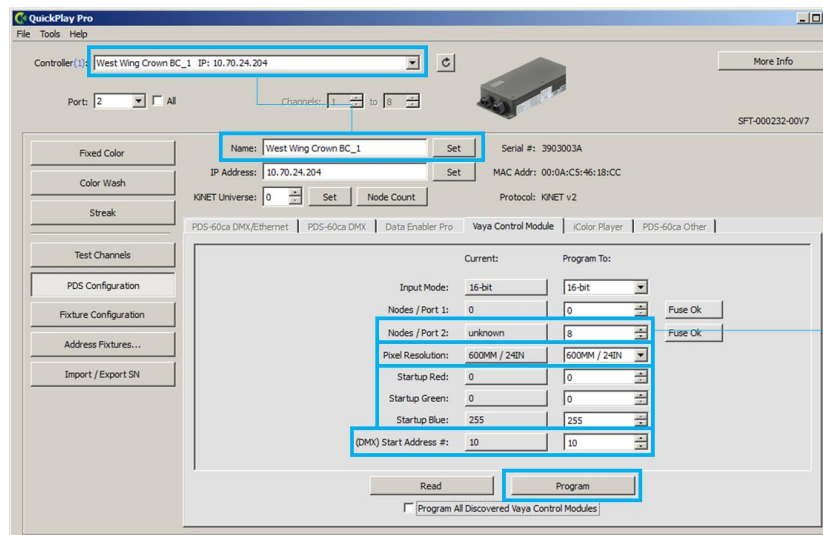 QuickPlay Pro
File Tools Help
Controller(1): West Wing Crown BC_1 IP: 10.70.24.204
More Info
Port: 2 All Channels: 1 to 8
SFT-000232-00V7
Fixed Color
Color Wash
Streak
Test Channels
PDS Configuration
Fixture Configuration
Address Fixtures...
Import / Export SN
Name: West Wing Crown BC_1 Set Serial #: 3903003A
IP Address: 10.70.24.204 Set MAC Addr: 00:0A:C5:46:18:CC
KiNET Universe: 0 Set Node Count Protocol: KiNET v2
PDS-60ca DMX/Ethernet PDS-60ca DMX Data Enabler Pro Vaya Control Module iColor Player PDS-60ca Other
Current: Program To:
Input Mode: 16-bit 16-bit
Nodes / Port 1: 0 0 Fuse Ok
Nodes / Port 2: unknown 8 Fuse Ok
Pixel Resolution: 600MM / 24IN 600MM / 24IN
Startup Red: 0 0
Startup Green: 0 0
Startup Blue: 255 255
(DMX) Start Address #: 10 10
Read Program
Program All Discovered Vaya Control Modules